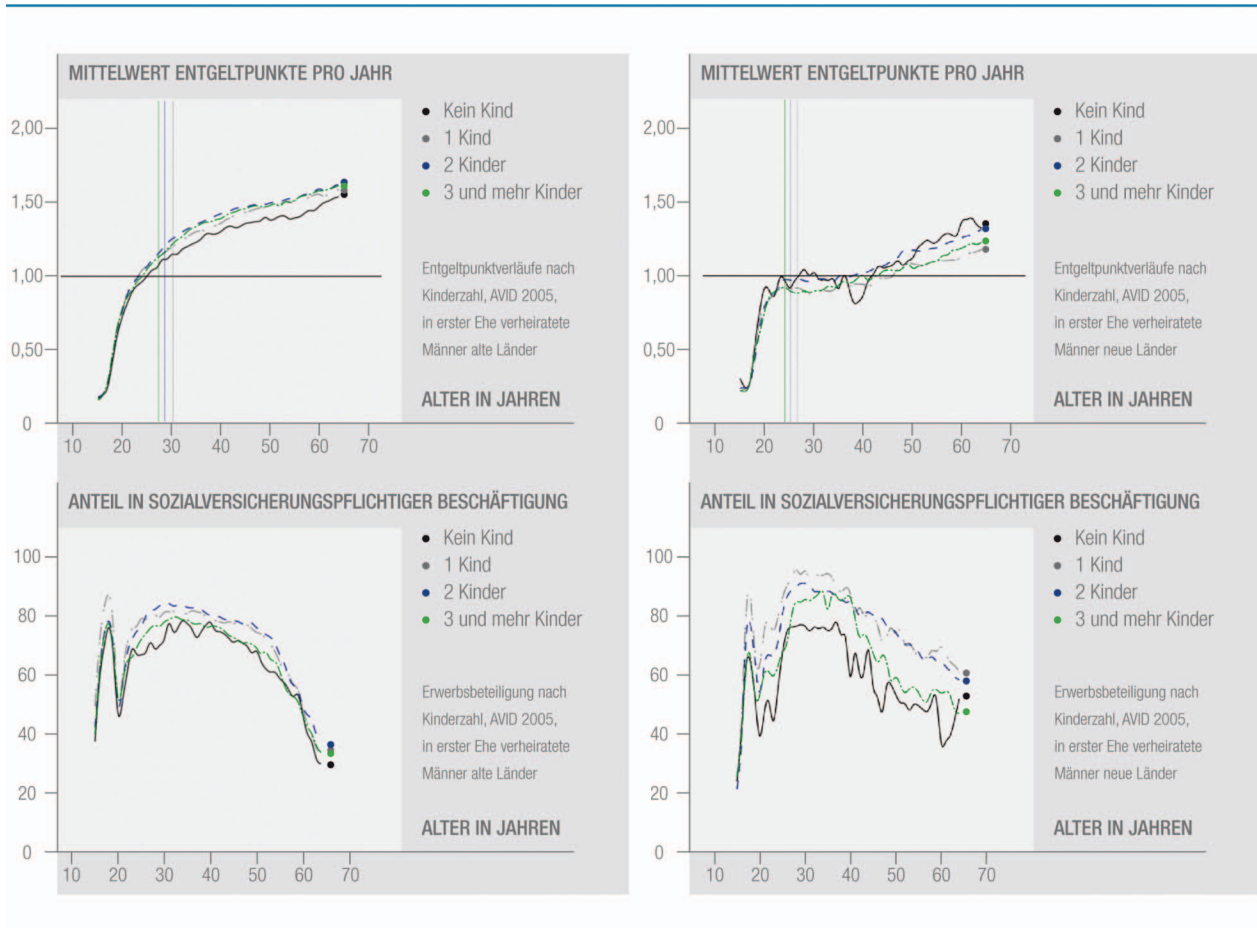 MITTELWERT ENTGELTPUNKTE PRO JAHR
2,00
1,50
1,00
0,50
0
10 20 30 40 50 60 70
Kein Kind
1 Kind
2 Kinder
3 und mehr Kinder
Entgeltpunktverläufe nach
Kinderzahl, AVID 2005,
in erster Ehe verheiratete
Männer alte Länder
ALTER IN JAHREN
MITTELWERT ENTGELTPUNKTE PRO JAHR
2,00
1,50
1,00
0,50
0
10 20 30 40 50 60 70
Kein Kind
1 Kind
2 Kinder
3 und mehr Kinder
Entgeltpunktverläufe nach
Kinderzahl, AVID 2005,
in erster Ehe verheiratete
Männer neue Länder
ALTER IN JAHREN
ANTEIL IN SOZIALVERSICHERUNGSPFLICHTIGER BESCHÄFTIGUNG
100
80
60
40
20
0
10 20 30 40 50 60 70
Kein Kind
1 Kind
2 Kinder
3 und mehr Kinder
Erwerbsbeteiligung nach
Kinderzahl, AVID 2005,
in erster Ehe verheiratete
Männer alte Länder
ALTER IN JAHREN
ANTEIL IN SOZIALVERSICHERUNGSPFLICHTIGER BESCHÄFTIGUNG
100
80
60
40
20
0
10 20 30 40 50 60 70
Kein Kind
1 Kind
2 Kinder
3 und mehr Kinder
Erwerbsbeteiligung nach
Kinderzahl, AVID 2005,
in erster Ehe verheiratete
Männer neue Länder
ALTER IN JAHREN